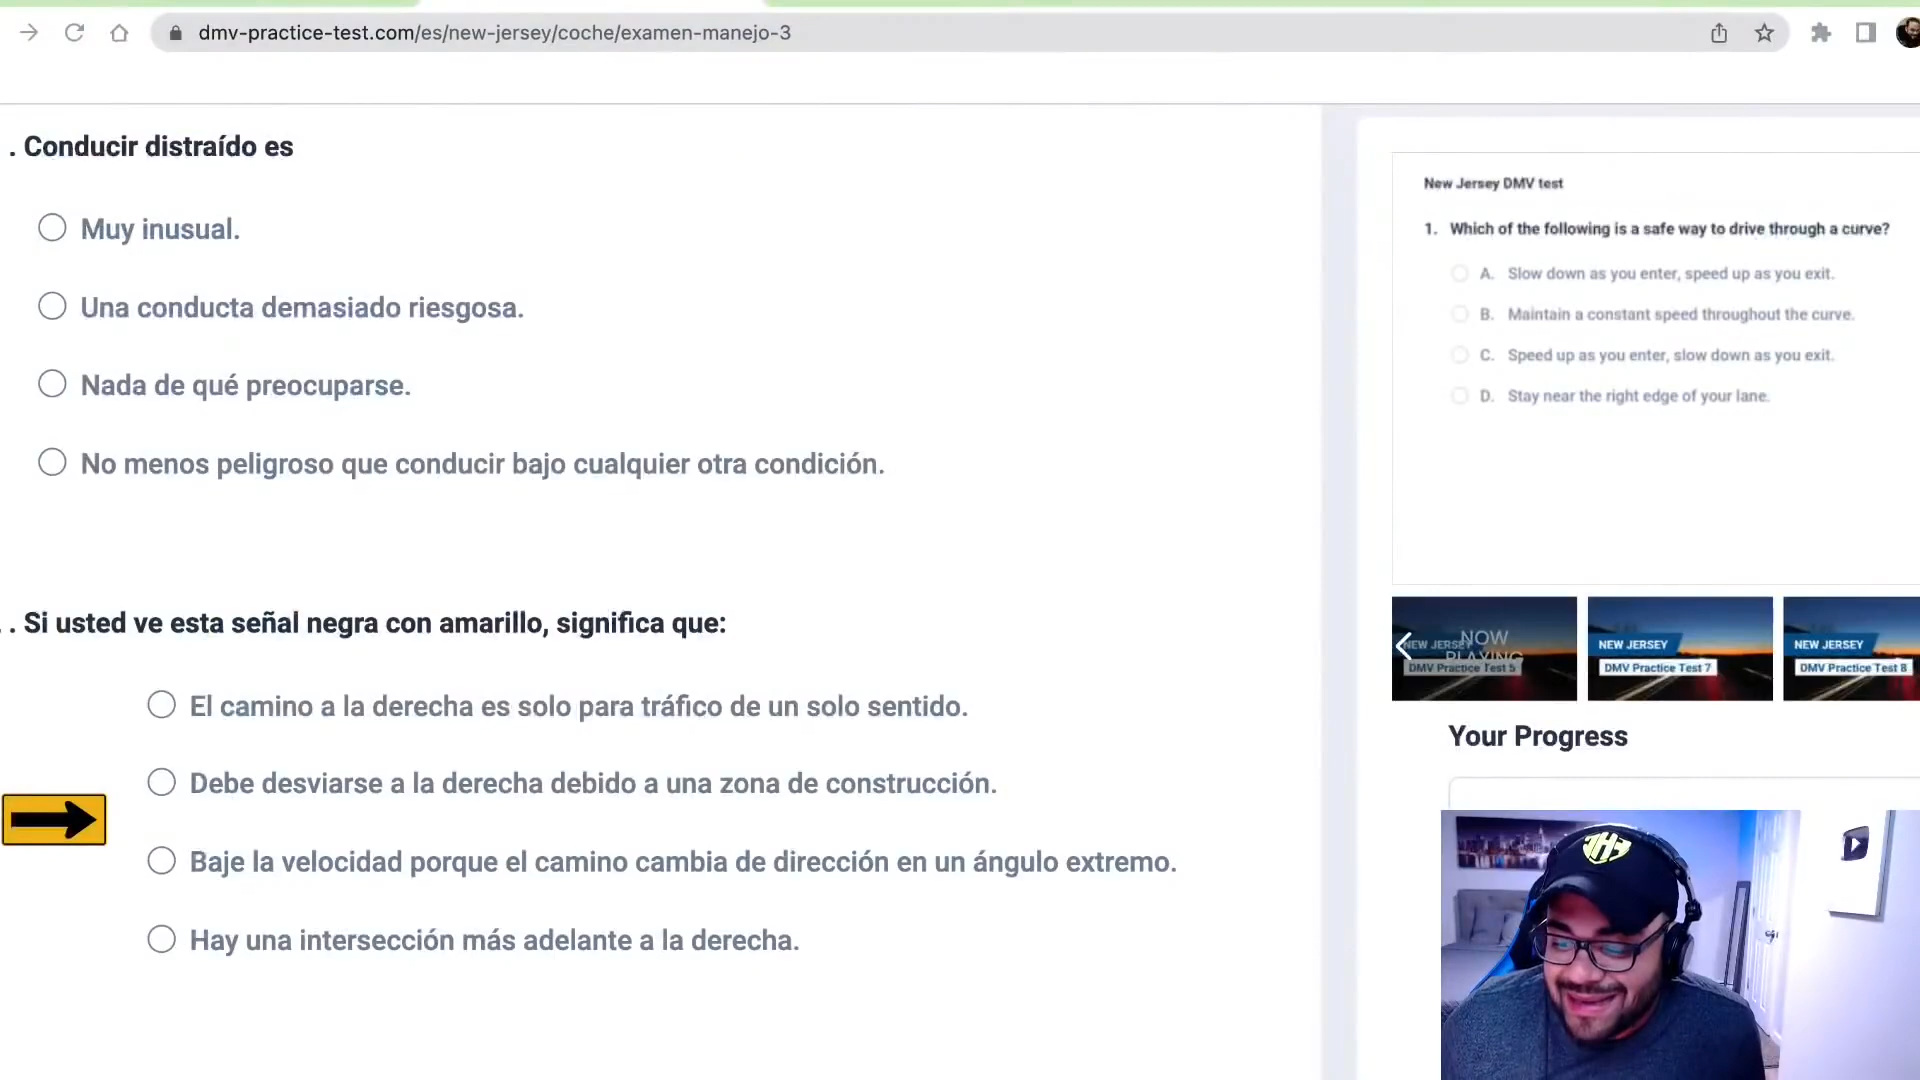 dmv-practice-test.com/es/new-jersey/coche/examen-manejo-3
. Conducir distraído es
Muy inusual.
Una conducta demasiado riesgosa.
Nada de qué preocuparse.
No menos peligroso que conducir bajo cualquier otra condición.
. Si usted ve esta señal negra con amarillo, significa que:
El camino a la derecha es solo para tráfico de un solo sentido.
Debe desviarse a la derecha debido a una zona de construcción.
Baje la velocidad porque el camino cambia de dirección en un ángulo extremo.
Hay una intersección más adelante a la derecha.
New Jersey DMV test
1. Which of the following is a safe way to drive through a curve?
A. Slow down as you enter, speed up as you exit.
B. Maintain a constant speed throughout the curve.
C. Speed up as you enter, slow down as you exit.
D. Stay near the right edge of your lane.
NEW JERSEY
NOW PLAYING
DMV Practice Test 5
NEW JERSEY
DMV Practice Test 7
NEW JERSEY
DMV Practice Test 8
Your Progress
JHJ